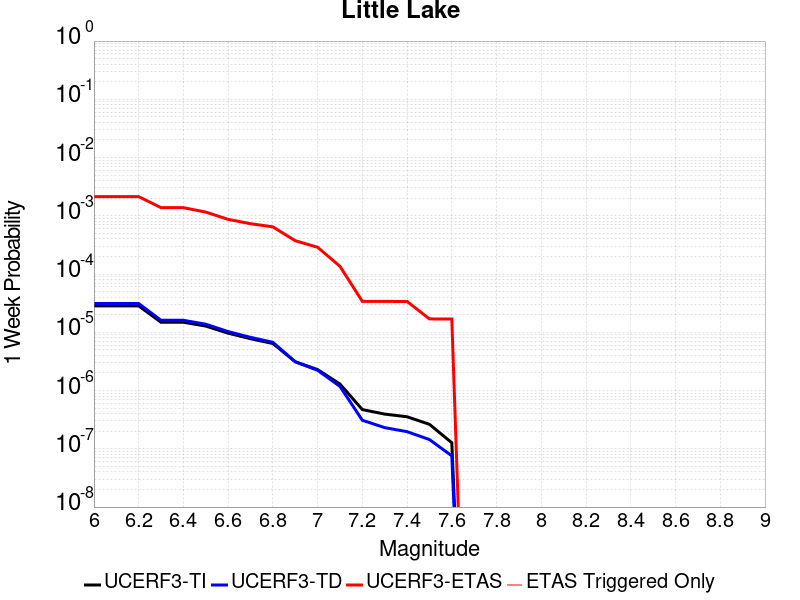 Little Lake
10^0
10^-1
10^-2
10^-3
10^-4
10^-5
10^-6
10^-7
10^-8
1 Week Probability
6 6.2 6.4 6.6 6.8 7 7.2 7.4 7.6 7.8 8 8.2 8.4 8.6 8.8 9
Magnitude
UCERF3-TI UCERF3-TD UCERF3-ETAS ETAS Triggered Only